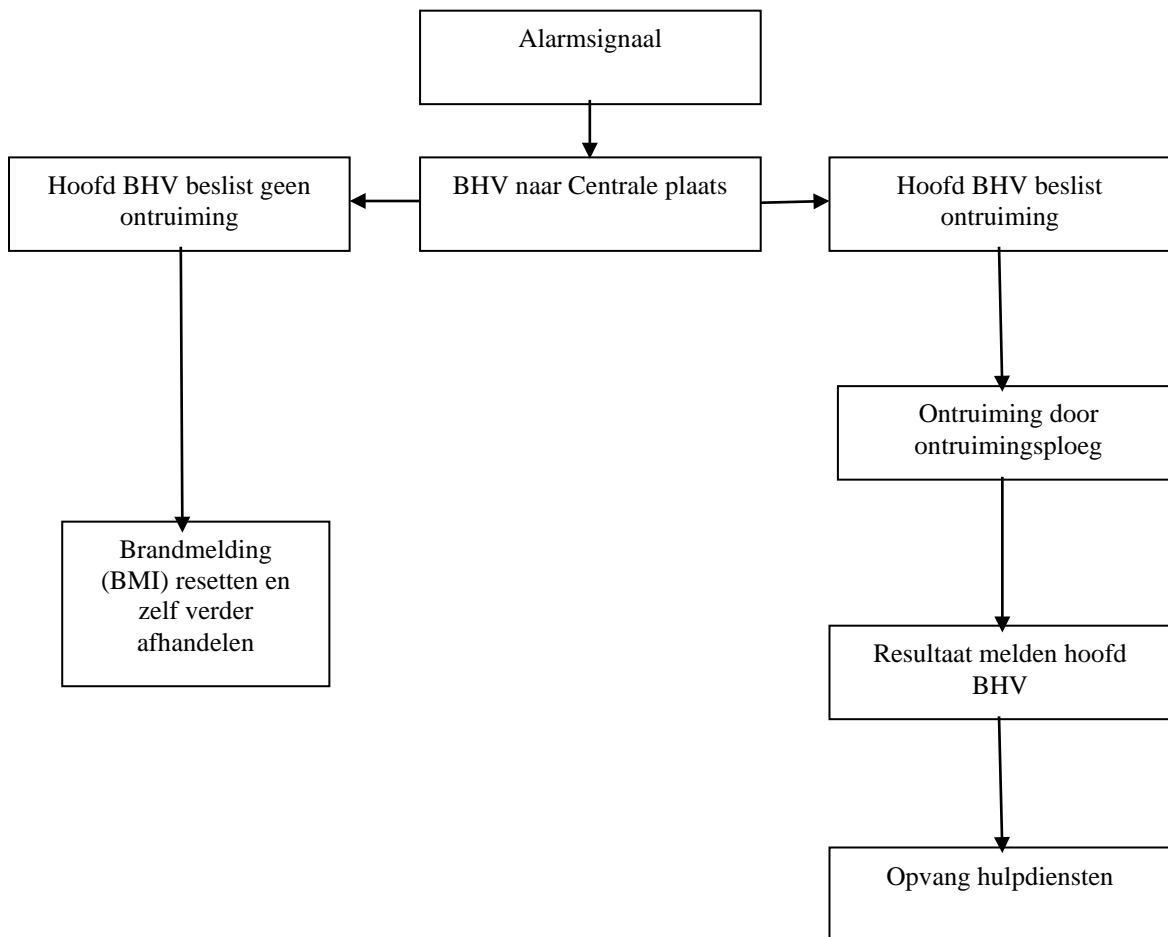 Alarmsignaal
Hoofd BHV beslist geen
ontruiming
BHV naar Centrale plaats
Hoofd BHV beslist
ontruiming
Ontruiming door
ontruimingsploeg
Brandmelding
(BMI) resetten en
zelf verder
afhandelen
Resultaat melden hoofd
BHV
Opvang hulpdiensten